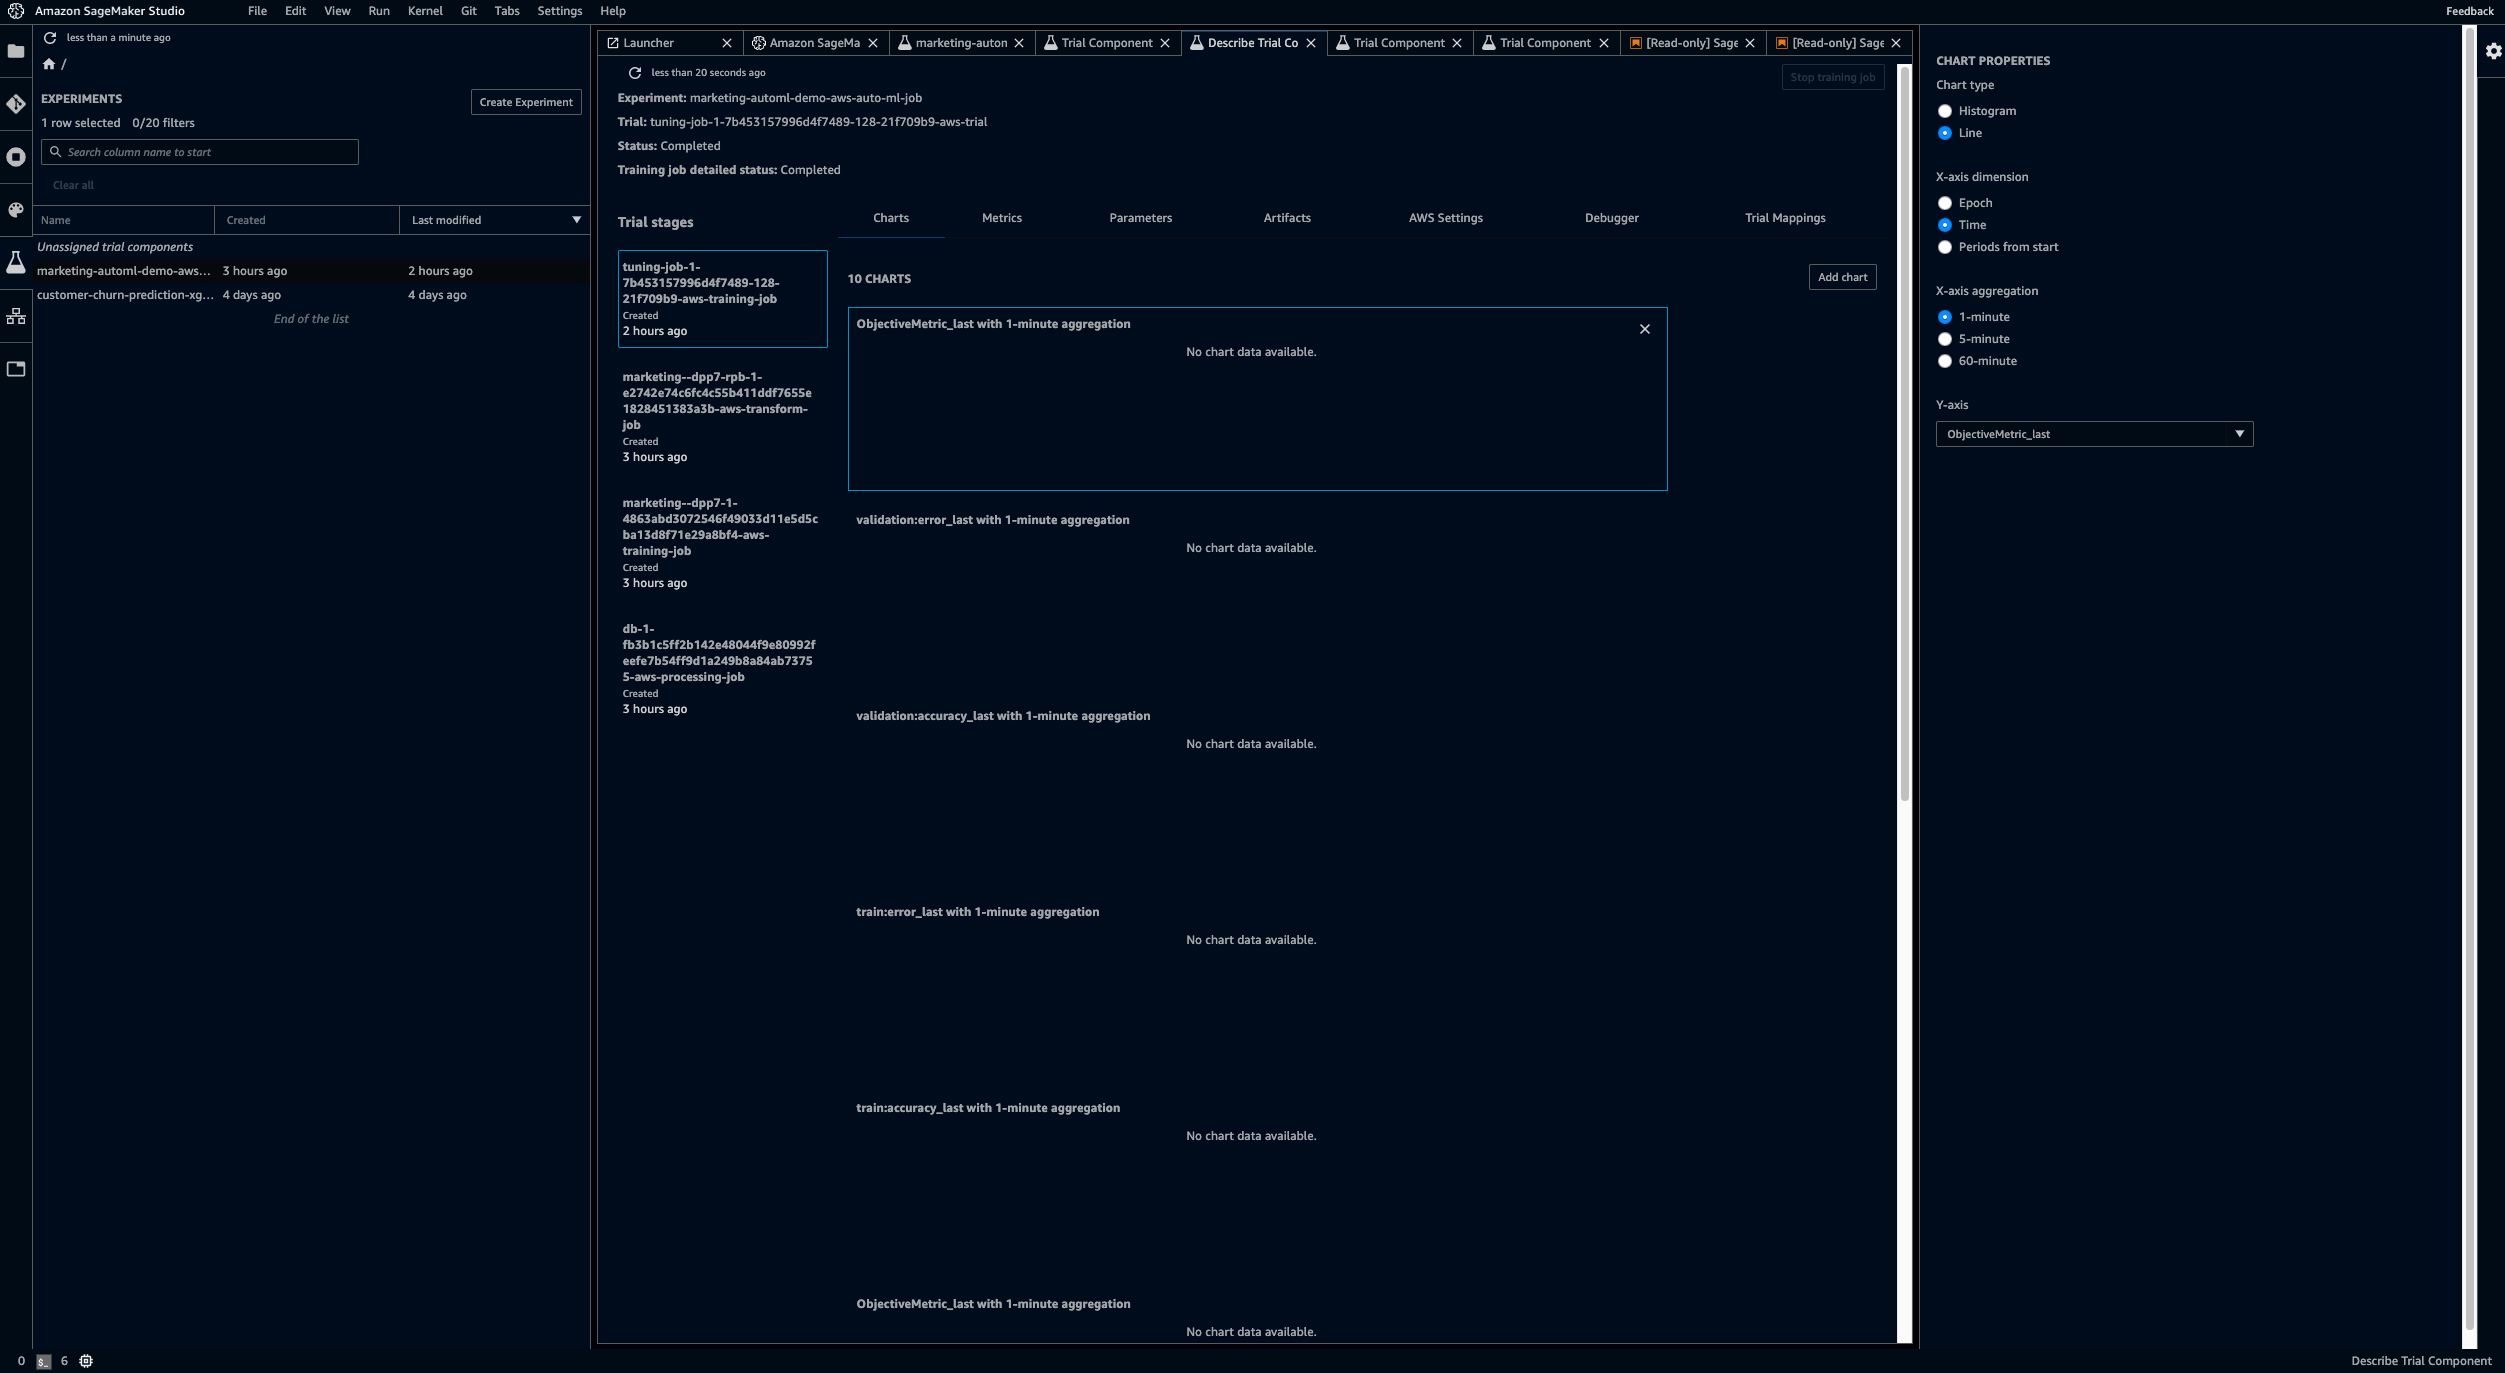 Amazon SageMaker Studio
File Edit View Run Kernel Git Tabs Settings Help
Feedback
less than a minute ago
/
EXPERIMENTS
Create Experiment
1 row selected 0/20 filters
Search column name to start
Clear all
Name Created Last modified
Unassigned trial components
marketing-automl-demo-aws... 3 hours ago 2 hours ago
customer-churn-prediction-xg... 4 days ago 4 days ago
End of the list
Launcher
Amazon SageMa
marketing-auton
Trial Component
Describe Trial Co
Trial Component
Trial Component
[Read-only] Sage
[Read-only] Sage
less than 20 seconds ago
Stop training job
Experiment: marketing-automl-demo-aws-auto-ml-job
Trial: tuning-job-1-7b453157996d4f7489-128-21f709b9-aws-trial
Status: Completed
Training job detailed status: Completed
Trial stages
tuning-job-1-
7b453157996d4f7489-128-
21f709b9-aws-training-job
Created
2 hours ago
marketing--dpp7-rpb-1-
e2742e74c6fc4c55b411ddf7655e
1828451383a3b-aws-transform-
job
Created
3 hours ago
marketing--dpp7-1-
4863abd3072546f49033d11e5d5c
ba13d8f71e29a8bf4-aws-
training-job
Created
3 hours ago
db-1-
fb3b1c5ff2b142e48044f9e80992f
eefe7b54ff9d1a249b8a84ab7375
5-aws-processing-job
Created
3 hours ago
Charts Metrics Parameters Artifacts AWS Settings Debugger Trial Mappings
10 CHARTS
Add chart
ObjectiveMetric_last with 1-minute aggregation
No chart data available.
validation:error_last with 1-minute aggregation
No chart data available.
validation:accuracy_last with 1-minute aggregation
No chart data available.
train:error_last with 1-minute aggregation
No chart data available.
train:accuracy_last with 1-minute aggregation
No chart data available.
ObjectiveMetric_last with 1-minute aggregation
No chart data available.
CHART PROPERTIES
Chart type
Histogram
Line
X-axis dimension
Epoch
Time
Periods from start
X-axis aggregation
1-minute
5-minute
60-minute
Y-axis
ObjectiveMetric_last
0 $_ 6
Describe Trial Component